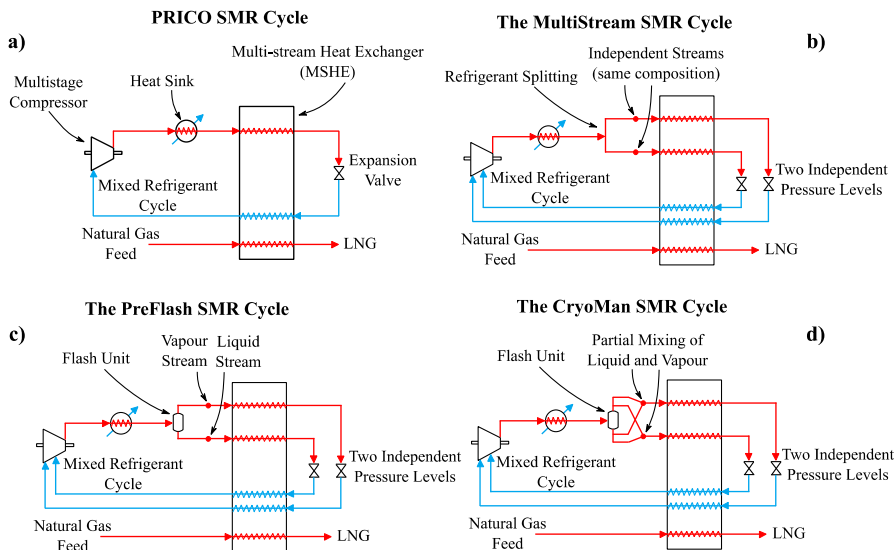 PRICO SMR Cycle
a)
Multi-stream Heat Exchanger
(MSHE)
Heat Sink
Multistage
Compressor
Expansion
Valve
Mixed Refrigerant
Cycle
Natural Gas
Feed
LNG
The MultiStream SMR Cycle
b)
Independent Streams
(same composition)
Refrigerant Splitting
Mixed Refrigerant
Cycle
Two Independent
Pressure Levels
Natural Gas
Feed
LNG
The PreFlash SMR Cycle
c)
Vapour
Stream
Liquid
Stream
Flash Unit
Mixed Refrigerant
Cycle
Two Independent
Pressure Levels
Natural Gas
Feed
LNG
The CryoMan SMR Cycle
d)
Partial Mixing of
Liquid and Vapour
Flash Unit
Mixed Refrigerant
Cycle
Two Independent
Pressure Levels
Natural Gas
Feed
LNG